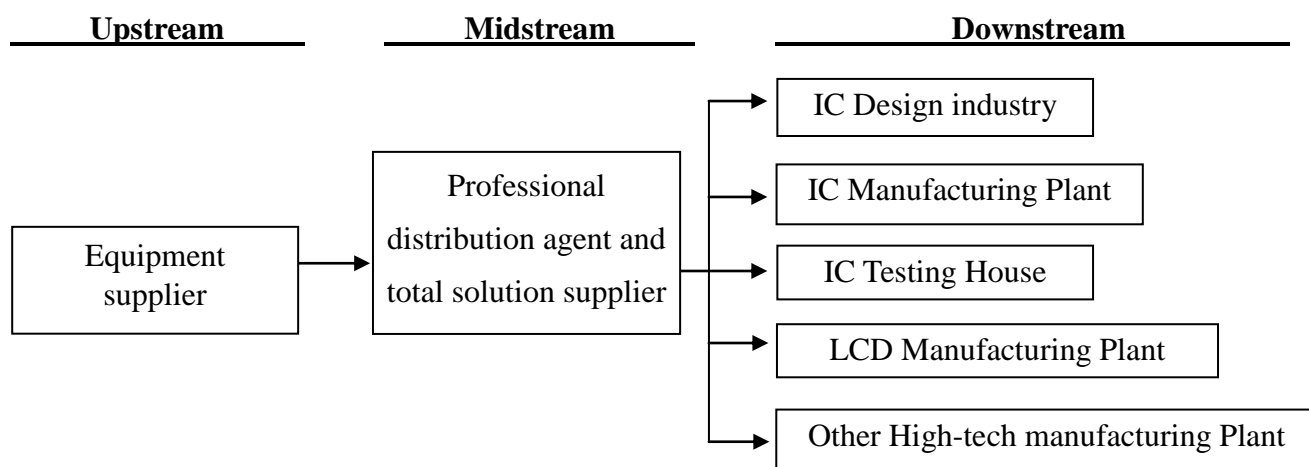 Upstream
Midstream
Downstream
Equipment
supplier
Professional
distribution agent and
total solution supplier
IC Design industry
IC Manufacturing Plant
IC Testing House
LCD Manufacturing Plant
Other High-tech manufacturing Plant